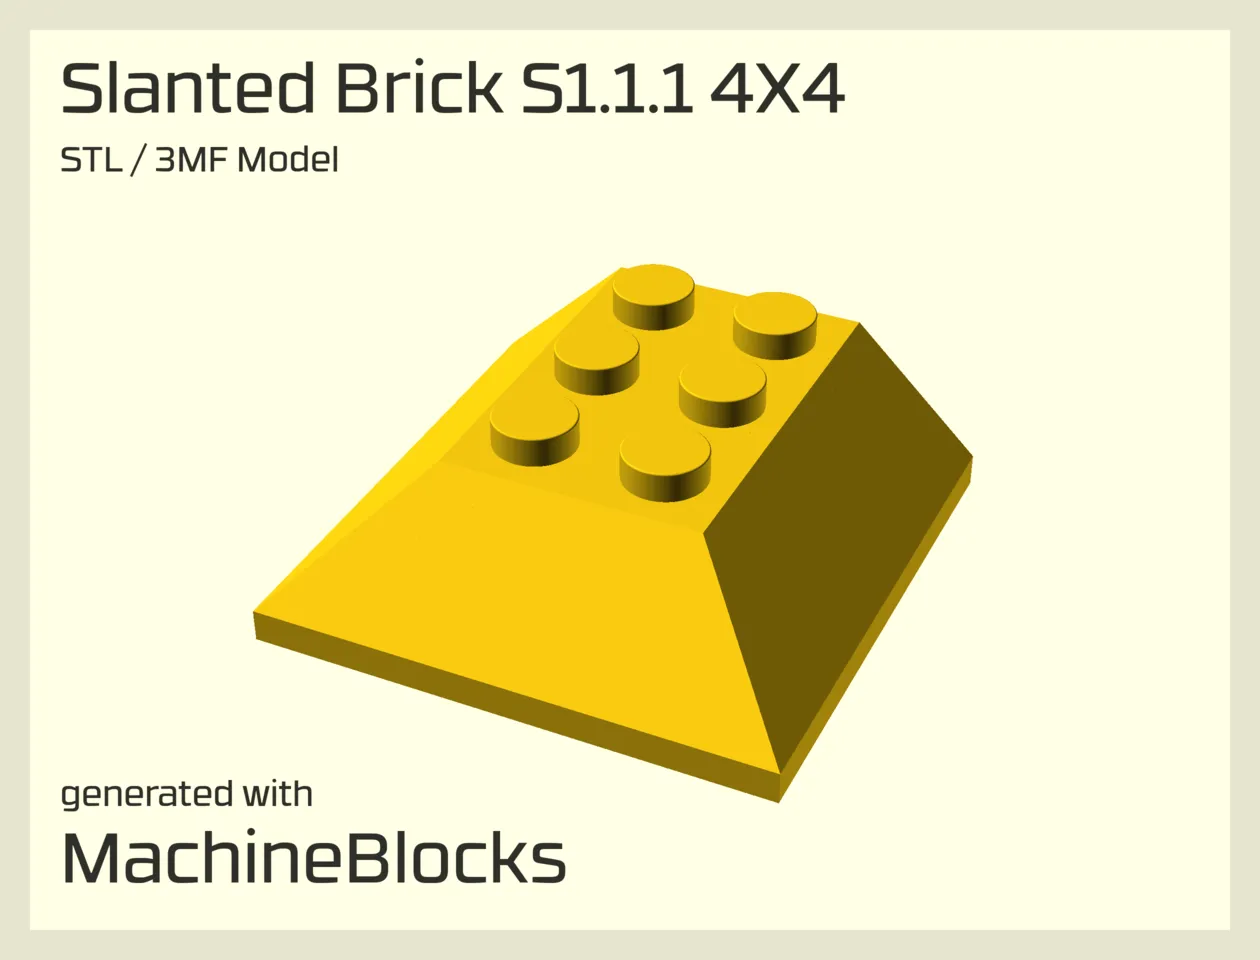 Slanted Brick S1.1.1 4X4
STL / 3MF Model
generated with
MachineBlocks